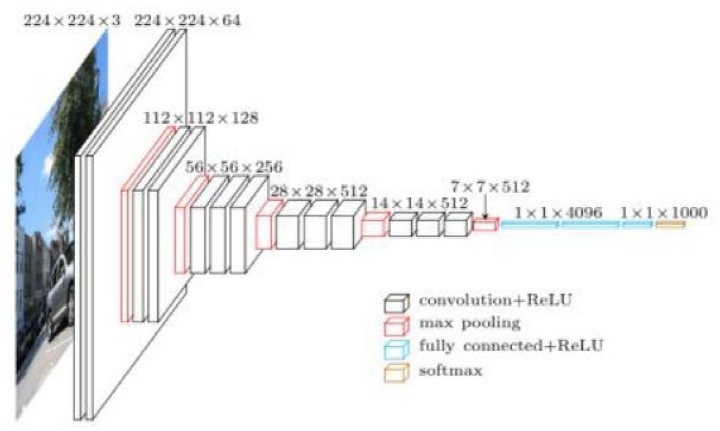 224×224×3
224×224×64
112×112×128
56×56×256
28×28×512
14×14×512
7×7×512
1×1×4096
1×1×1000
convolution+ReLU
max pooling
fully connected+ReLU
softmax